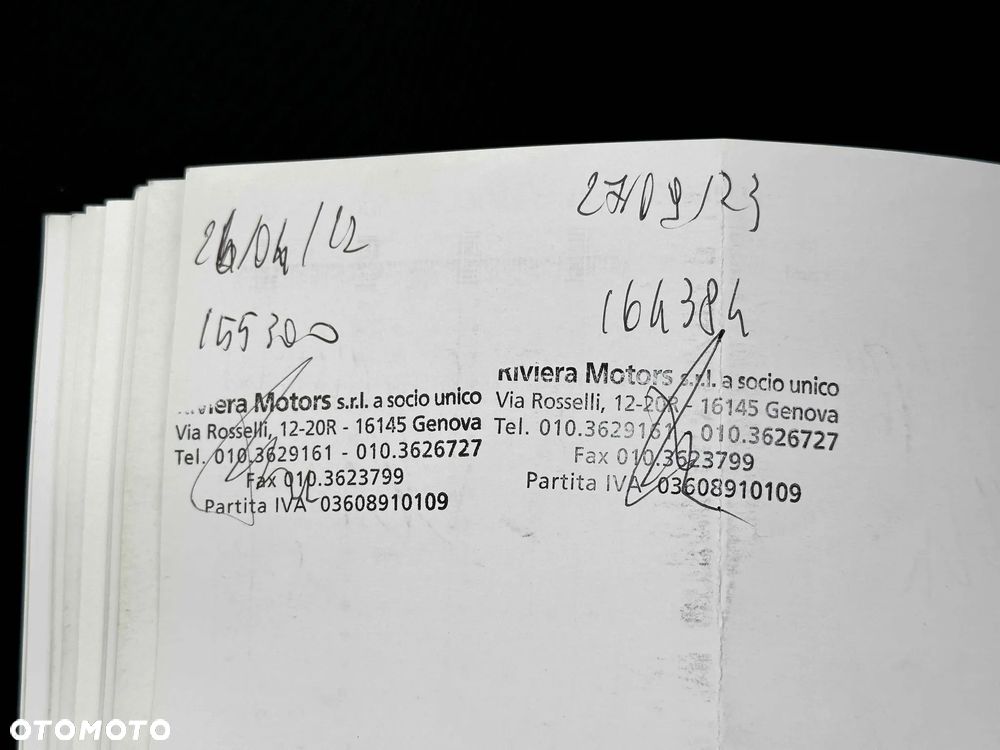 26/04/22
155300
Riviera Motors s.r.l. a socio unico
Via Rosselli, 12-20R - 16145 Genova
Tel. 010.3629161 - 010.3626727
Fax 010.3623799
Partita IVA 03608910109
27/09/23
164384
Riviera Motors s.r.l. a socio unico
Via Rosselli, 12-20R - 16145 Genova
Tel. 010.3629161 - 010.3626727
Fax 010.3623799
Partita IVA 03608910109
OTOMOTO